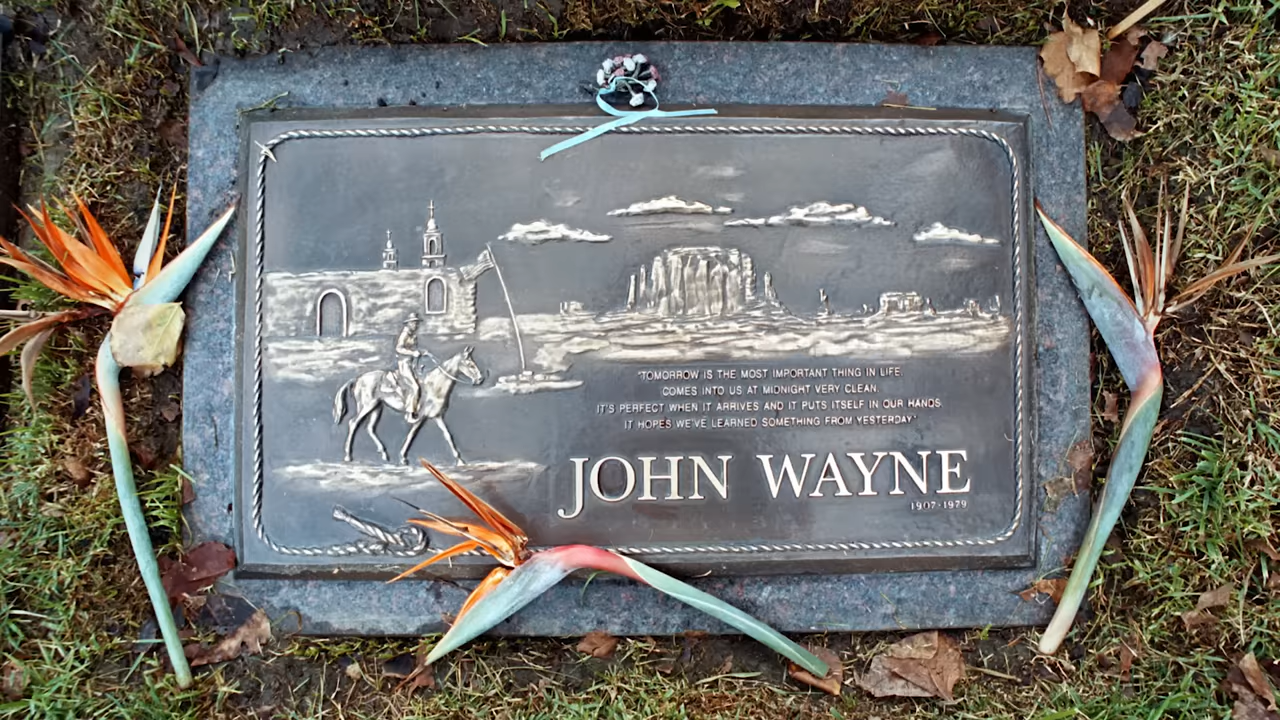 "TOMORROW IS THE MOST IMPORTANT THING IN LIFE.
COMES INTO US AT MIDNIGHT VERY CLEAN.
IT'S PERFECT WHEN IT ARRIVES AND IT PUTS ITSELF IN OUR HANDS.
IT HOPES WE'VE LEARNED SOMETHING FROM YESTERDAY"
JOHN WAYNE
1907-1979